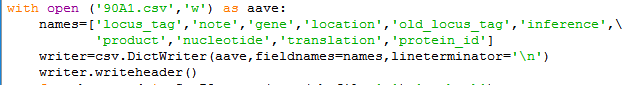 with open ('90A1.csv','w') as aave:
    names=['locus_tag','note','gene','location','old_locus_tag','inference',\
           'product','nucleotide','translation','protein_id']
    writer=csv.DictWriter(aave,fieldnames=names,lineterminator='\n')
    writer.writeheader()